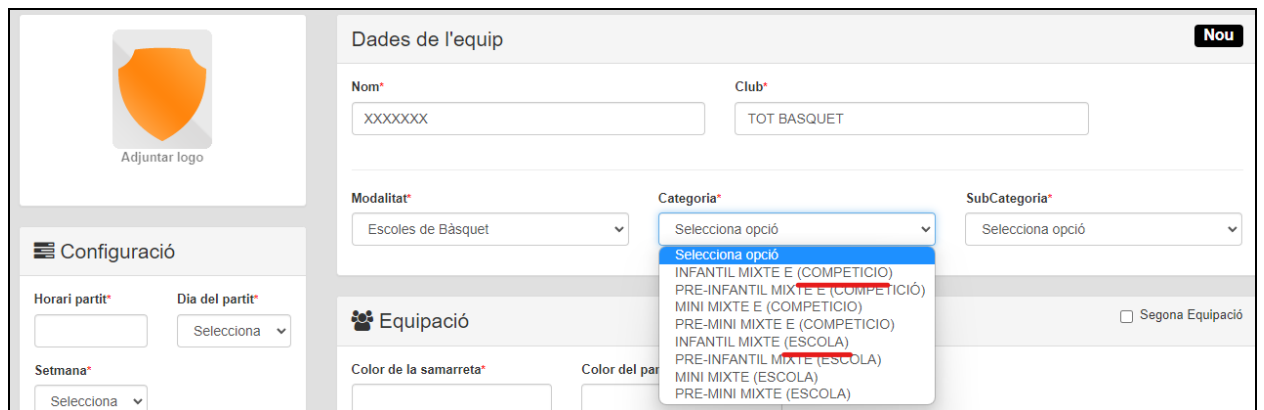 Adjuntar logo
Configuració
Horari partit* Dia del partit*
Selecciona
Setmana*
Selecciona
Dades de l'equip Nou
Nom* Club*
XXXXXXX TOT BASQUET
Modalitat* Categoria* SubCategoria*
Escoles de Bàsquet Selecciona opció Selecciona opció
Selecciona opció
INFANTIL MIXTE E (COMPETICIO)
PRE-INFANTIL MIXTE E (COMPETICIÓ)
MINI MIXTE E (COMPETICIO)
PRE-MINI MIXTE E (COMPETICIO)
INFANTIL MIXTE (ESCOLA)
PRE-INFANTIL MIXTE (ESCOLA)
MINI MIXTE (ESCOLA)
PRE-MINI MIXTE (ESCOLA)
Equipació Segona Equipació
Color de la samarreta* Color del